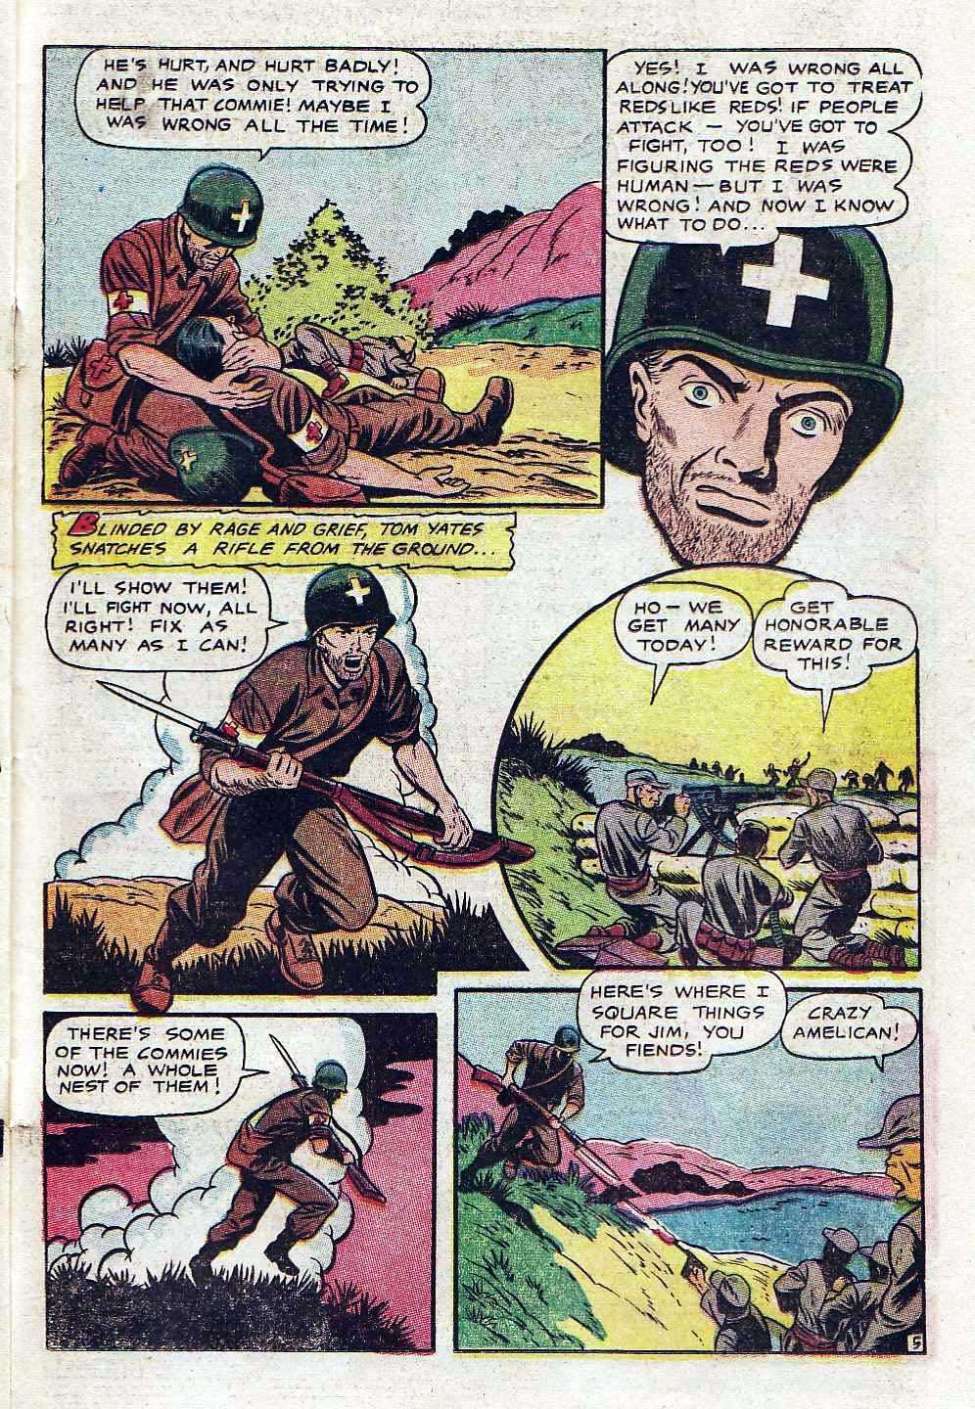 HE'S HURT, AND HURT BADLY!
AND HE WAS ONLY TRYING TO
HELP THAT COMMIE! MAYBE I
WAS WRONG ALL THE TIME!
YES! I WAS WRONG ALL
ALONG! YOU'VE GOT TO TREAT
REDS LIKE REDS! IF PEOPLE
ATTACK — YOU'VE GOT TO
FIGHT, TOO! I WAS
FIGURING THE REDS WERE
HUMAN — BUT I WAS
WRONG! AND NOW I KNOW
WHAT TO DO...
BLINDED BY RAGE AND GRIEF, TOM YATES
SNATCHES A RIFLE FROM THE GROUND...
I'LL SHOW THEM!
I'LL FIGHT NOW, ALL
RIGHT! FIX AS
MANY AS I CAN!
HO — WE
GET MANY
TODAY!
GET
HONORABLE
REWARD FOR
THIS!
THERE'S SOME
OF THE COMMIES
NOW! A WHOLE
NEST OF THEM!
HERE'S WHERE I
SQUARE THINGS
FOR JIM, YOU
FIENDS!
CRAZY
AMELICAN!
5